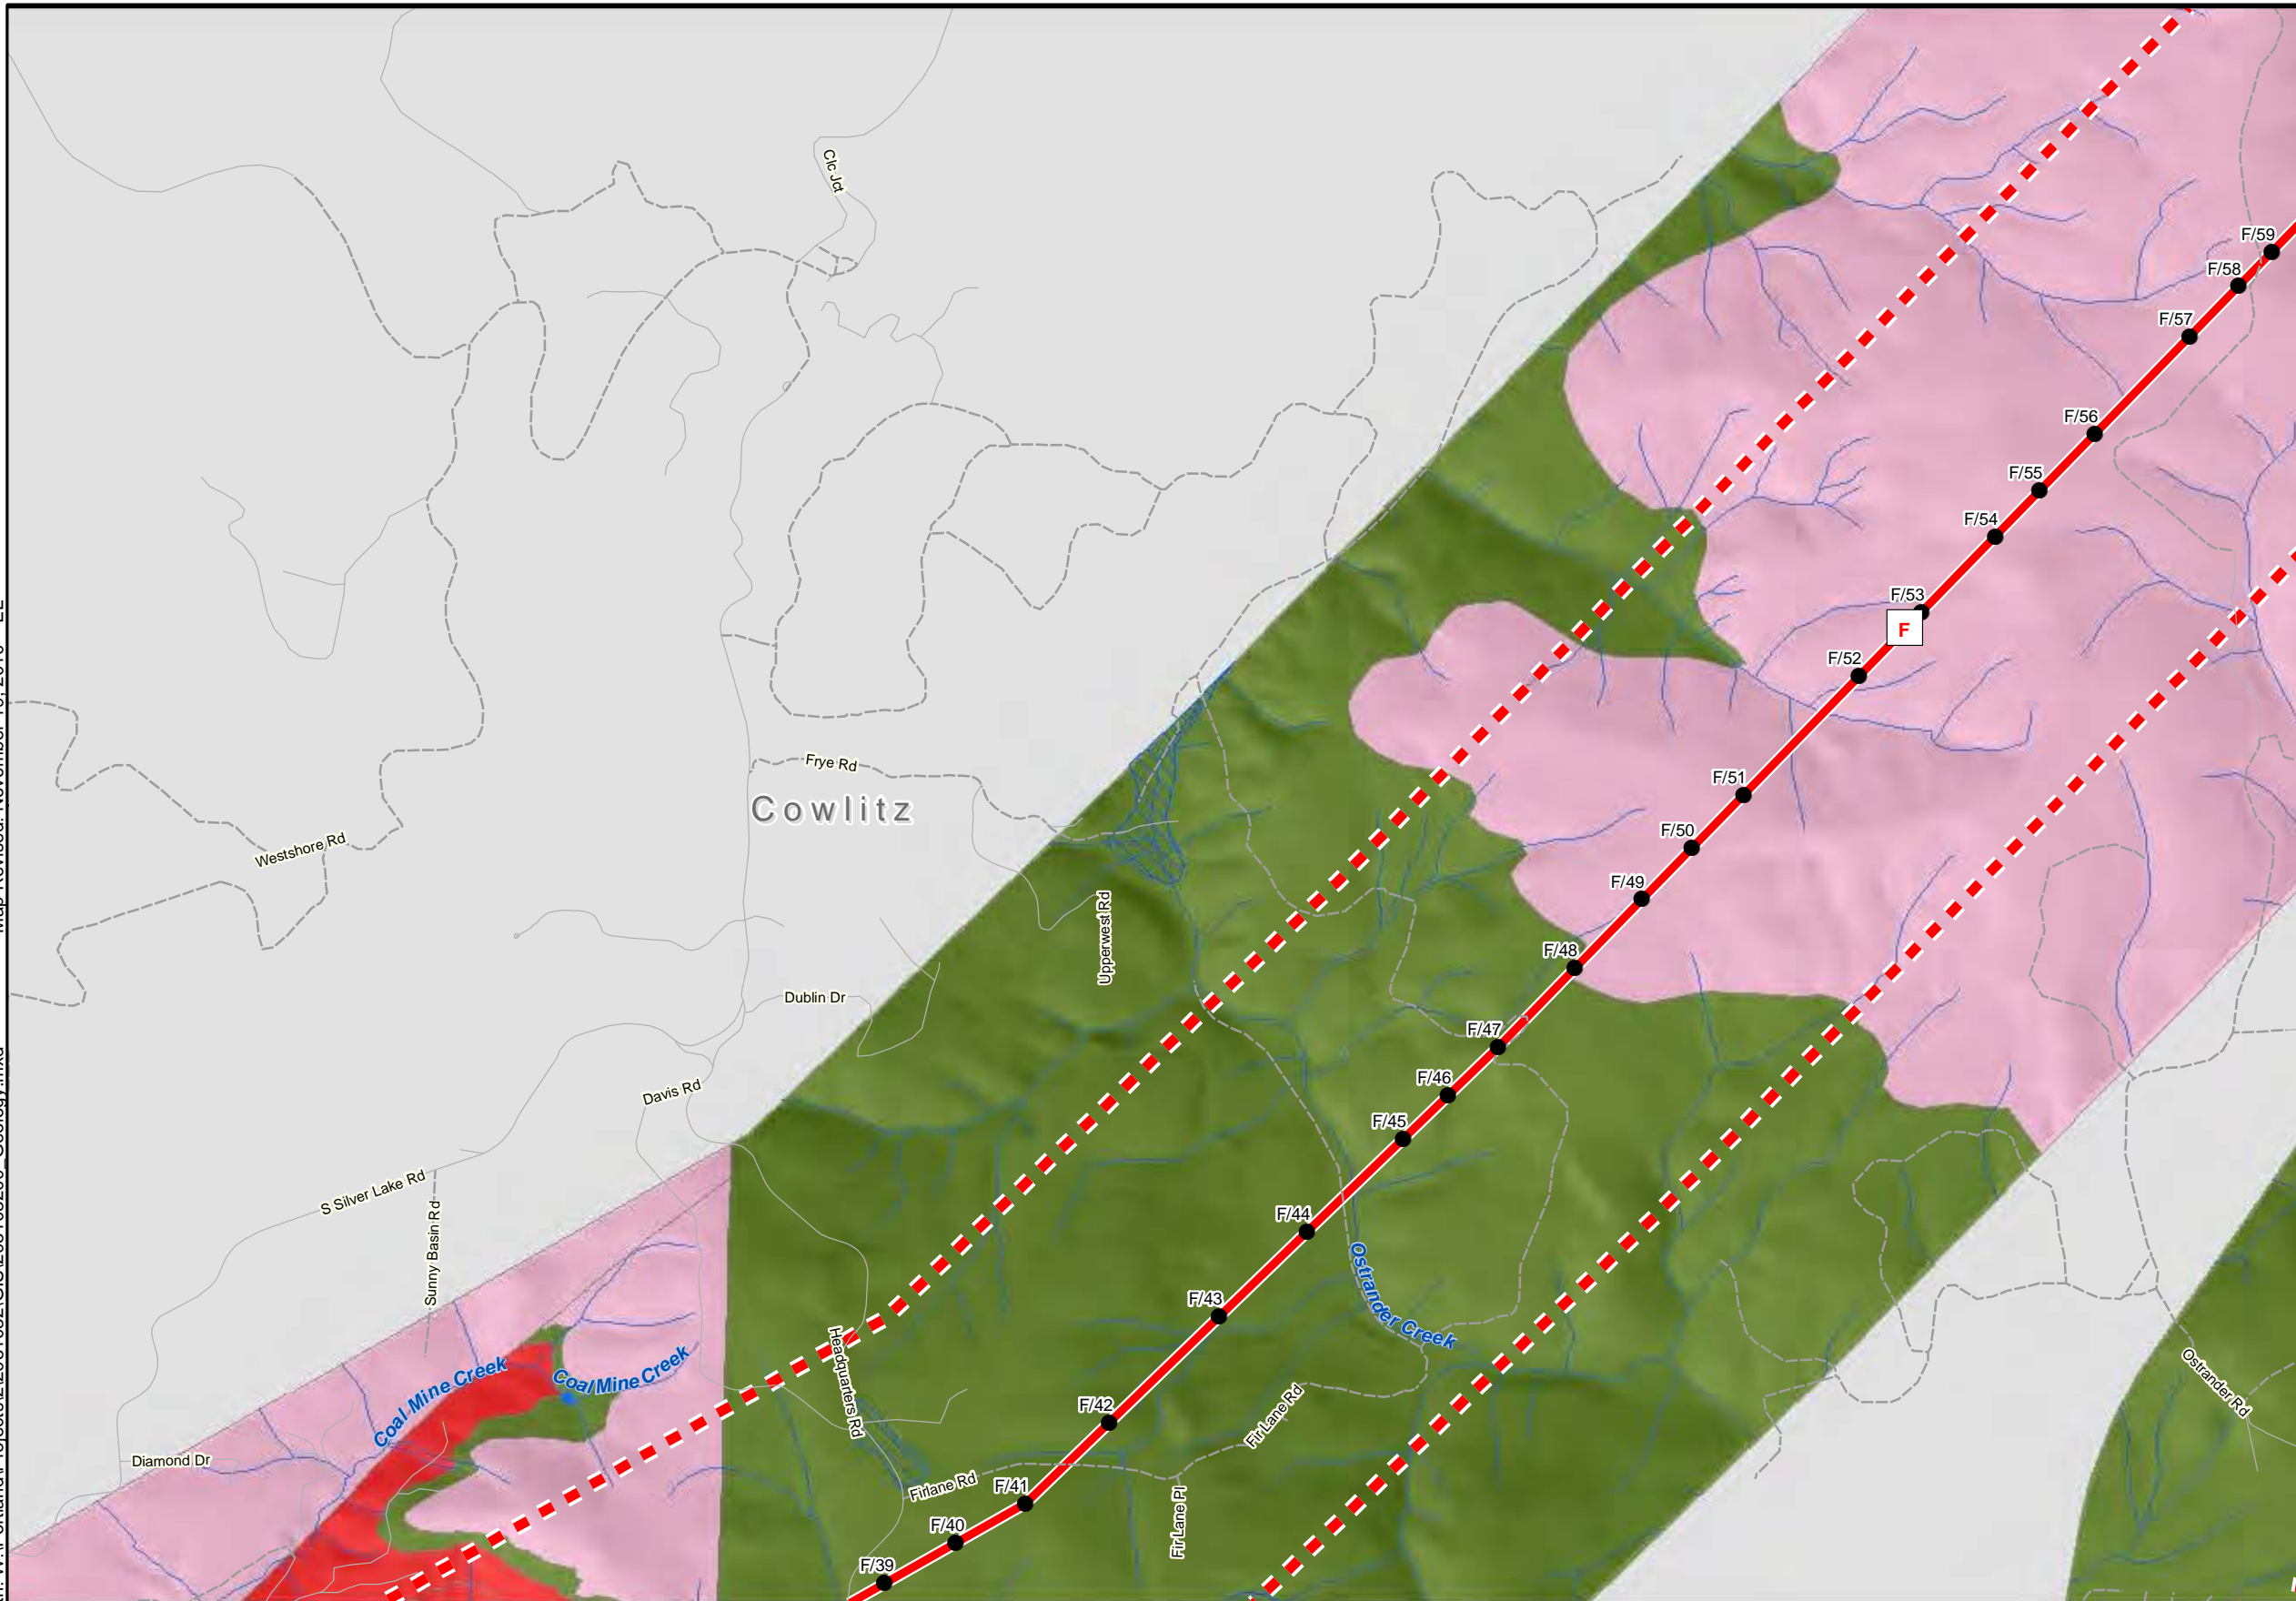 Clc Jct
F/59
F/58
F/57
F/56
F/55
F/54
F/53
F
F/52
F/51
F/50
F/49
F/48
F/47
F/46
F/45
F/44
F/43
F/42
F/41
F/40
F/39
Frye Rd
Cowlitz
Westshore Rd
Upperwest Rd
Dublin Dr
Davis Rd
S Silver Lake Rd
Sunny Basin Rd
Ostrander Creek
Headquarters Rd
Coal Mine Creek
Coal Mine Creek
Diamond Dr
Fir Lane Rd
Firlane Rd
Fir Lane Pl
Ostrander Rd